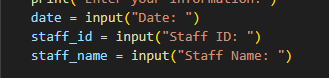 print("Enter your information: ")
date = input("Date: ")
staff_id = input("Staff ID: ")
staff_name = input("Staff Name: ")